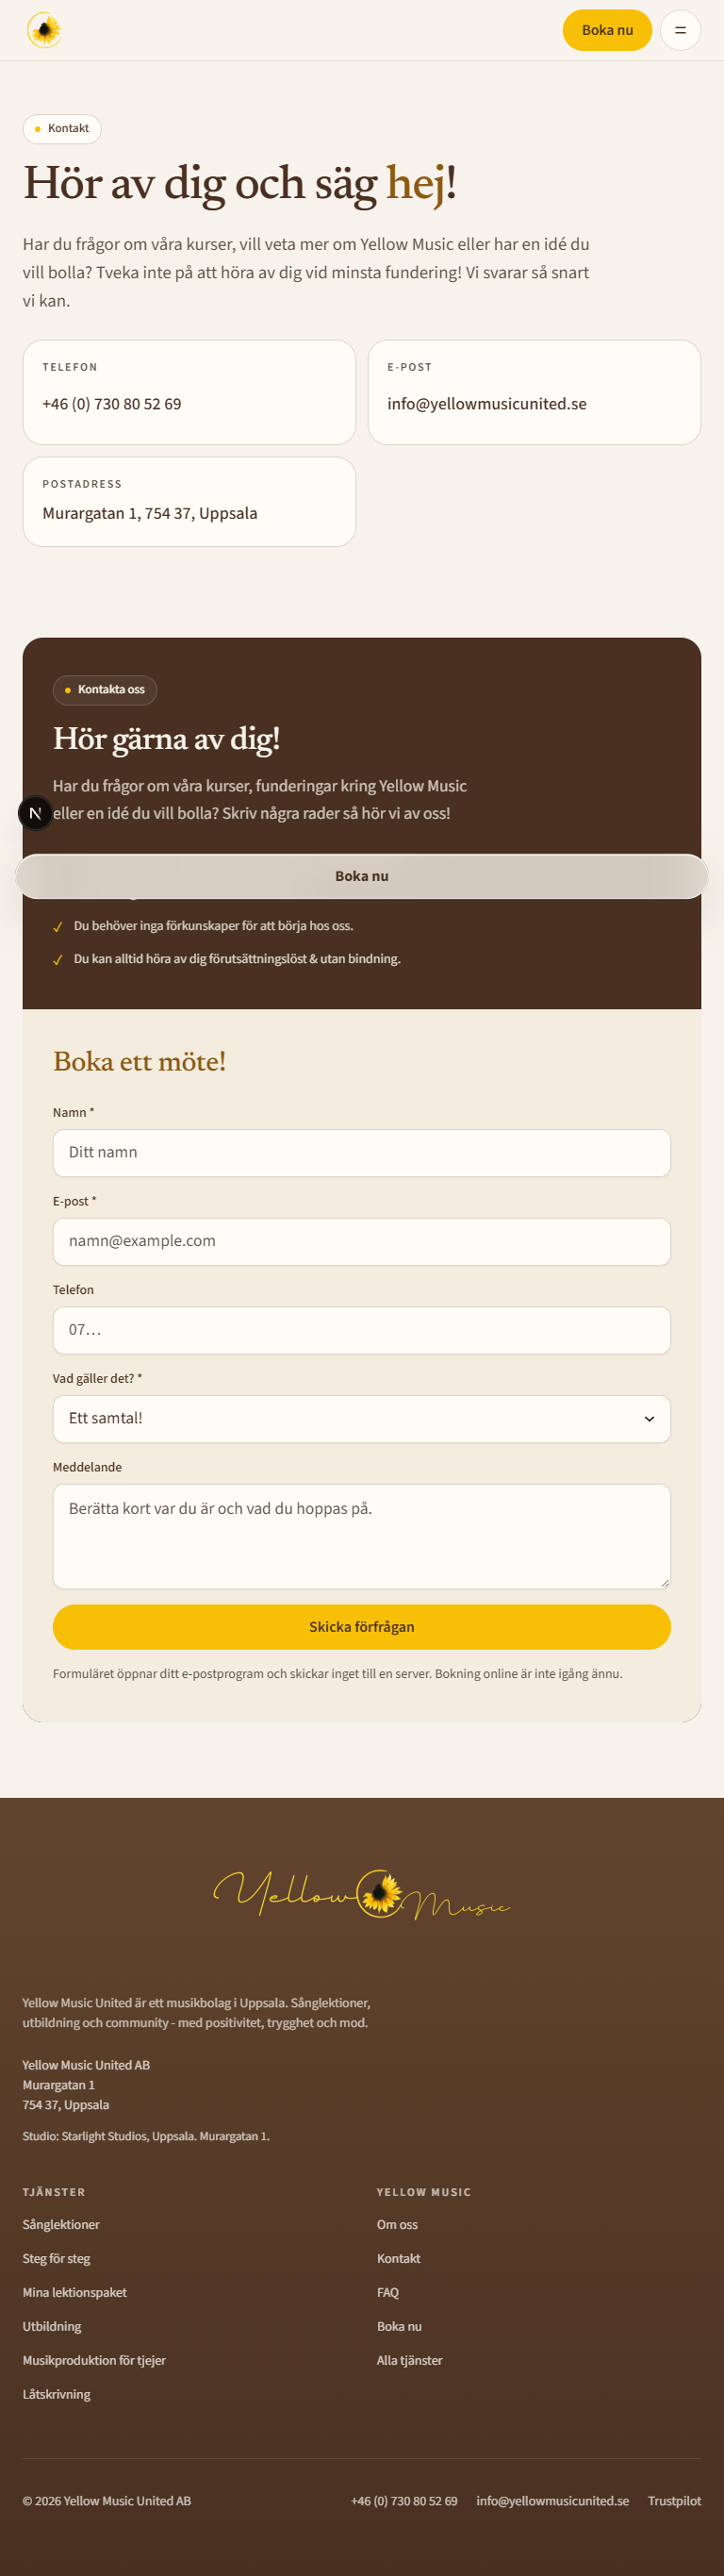 Boka nu
Kontakt
Hör av dig och säg hej!
Har du frågor om våra kurser, vill veta mer om Yellow Music eller har en idé du
vill bolla? Tveka inte på att höra av dig vid minsta fundering! Vi svarar så snart
vi kan.
TELEFON
+46 (0) 730 80 52 69
E-POST
info@yellowmusicunited.se
POSTADRESS
Murargatan 1, 754 37, Uppsala
Kontakta oss
Hör gärna av dig!
Har du frågor om våra kurser, funderingar kring Yellow Music
eller en idé du vill bolla? Skriv några rader så hör vi av oss!
N
Boka nu
Du behöver inga förkunskaper för att börja hos oss.
Du kan alltid höra av dig förutsättningslöst & utan bindning.
Boka ett möte!
Namn *
Ditt namn
E-post *
namn@example.com
Telefon
07…
Vad gäller det? *
Ett samtal!
Meddelande
Berätta kort var du är och vad du hoppas på.
Skicka förfrågan
Formuläret öppnar ditt e-postprogram och skickar inget till en server. Bokning online är inte igång ännu.
Yellow Music
Yellow Music United är ett musikbolag i Uppsala. Sånglektioner,
utbildning och community - med positivitet, trygghet och mod.
Yellow Music United AB
Murargatan 1
754 37, Uppsala
Studio: Starlight Studios, Uppsala. Murargatan 1.
TJÄNSTER
Sånglektioner
Steg för steg
Mina lektionspaket
Utbildning
Musikproduktion för tjejer
Låtskrivning
YELLOW MUSIC
Om oss
Kontakt
FAQ
Boka nu
Alla tjänster
© 2026 Yellow Music United AB
+46 (0) 730 80 52 69
info@yellowmusicunited.se
Trustpilot